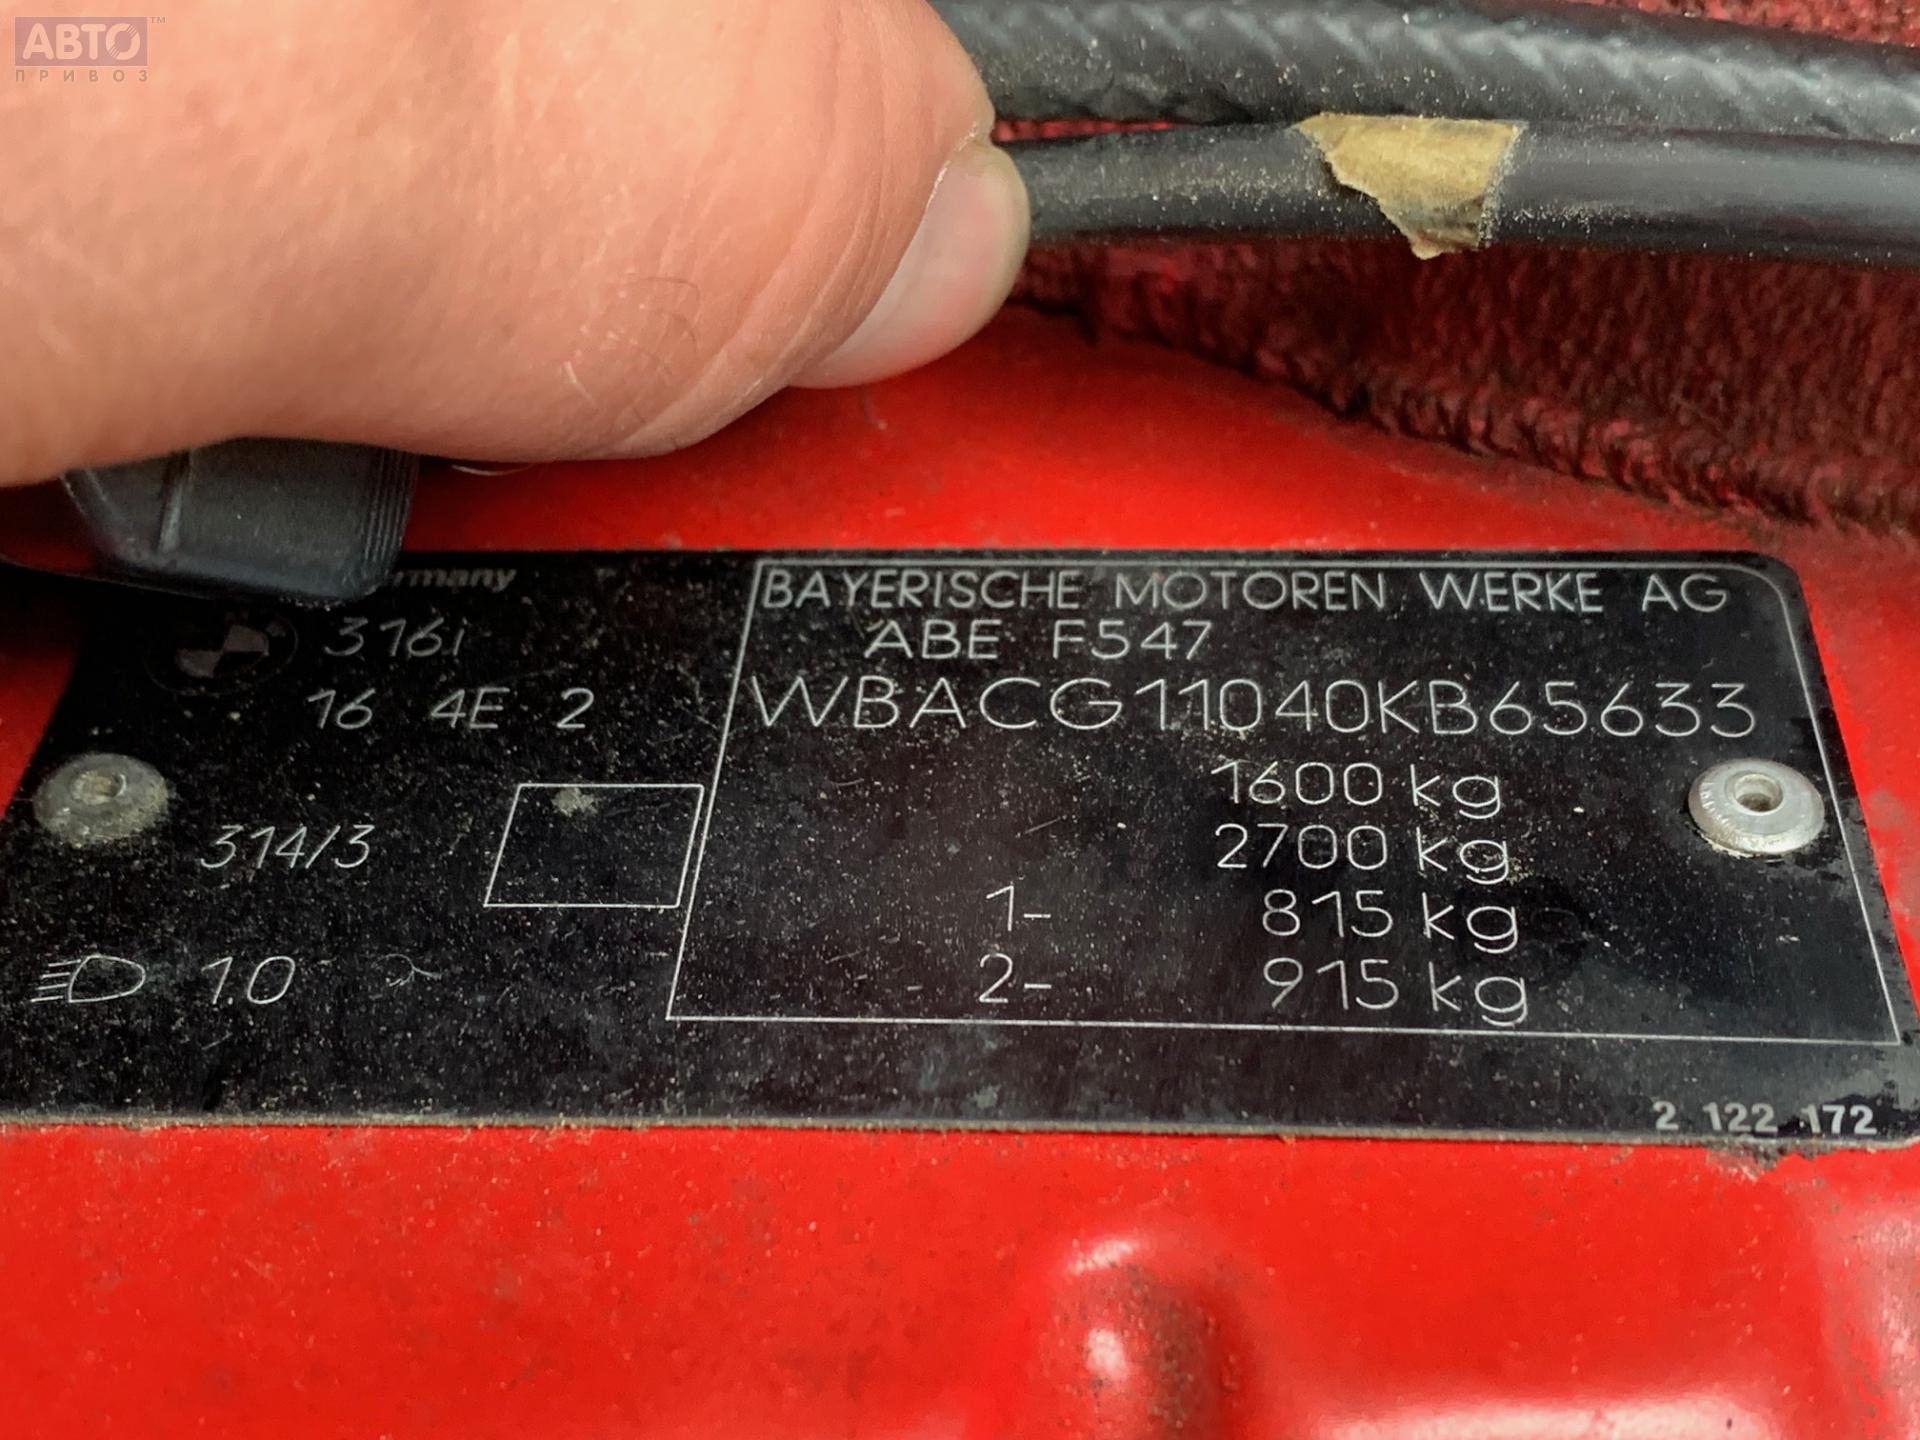 АВТО™
ПРИВОЗ
316i
16 4E 2
314/3
10
BAYERISCHE MOTOREN WERKE AG
ABE F547
WBACG11040KB65633
1600 kg
2700 kg
1- 815 kg
2- 915 kg
2 122 172